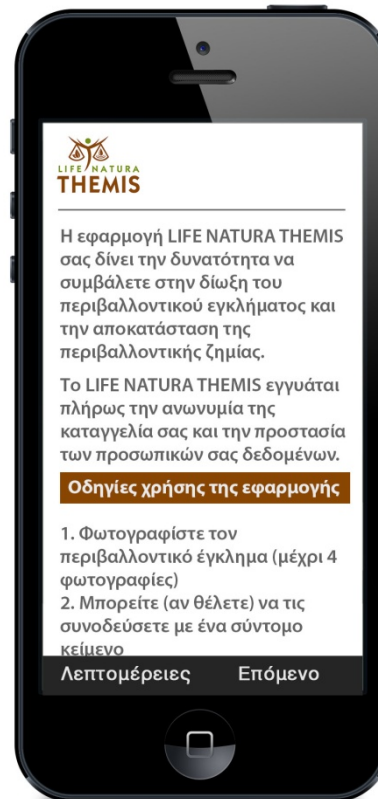 LIFE NATURA
THEMIS
Η εφαρμογή LIFE NATURA THEMIS
σας δίνει την δυνατότητα να
συμβάλετε στην δίωξη του
περιβαλλοντικού εγκλήματος και
την αποκατάσταση της
περιβαλλοντικής ζημίας.
Το LIFE NATURA THEMIS εγγυάται
πλήρως την ανωνυμία της
καταγγελία σας και την προστασία
των προσωπικών σας δεδομένων.
Οδηγίες χρήσης της εφαρμογής
1. Φωτογραφίστε τον
περιβαλλοντικό έγκλημα (μέχρι 4
φωτογραφίες)
2. Μπορείτε (αν θέλετε) να τις
συνοδεύσετε με ένα σύντομο
κείμενο
Λεπτομέρειες Επόμενο